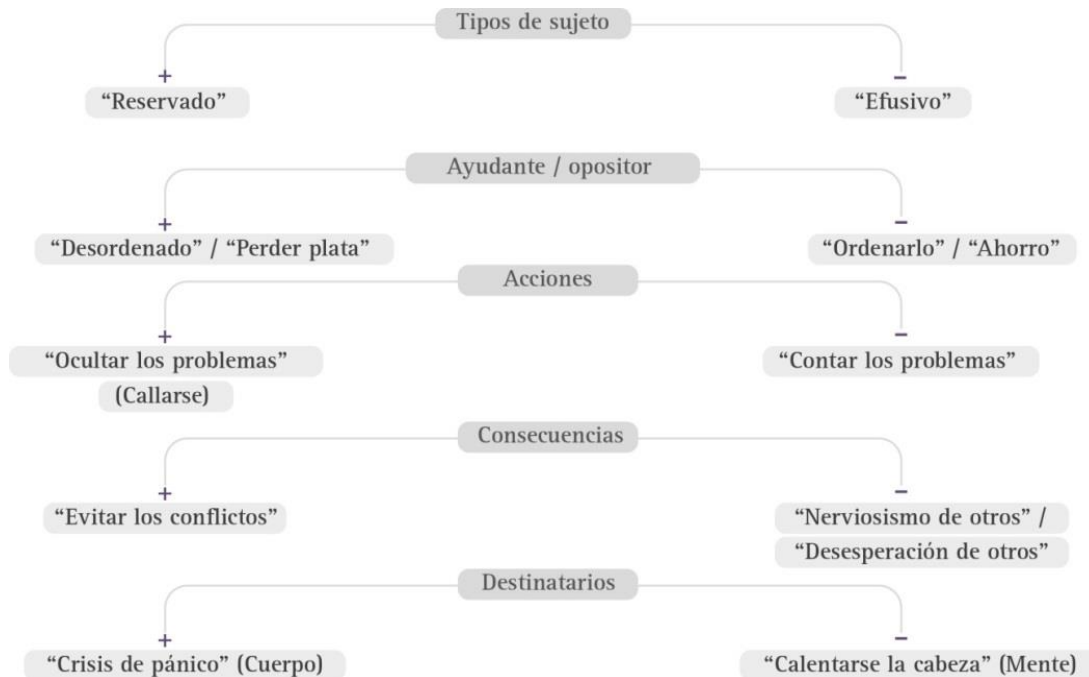 Tipos de sujeto
+ −
“Reservado” “Efusivo”
Ayudante / opositor
+ −
“Desordenado” / “Perder plata” “Ordenarlo” / “Ahorro”
Acciones
+ −
“Ocultar los problemas” “Contar los problemas”
(Callarse)
Consecuencias
+ −
“Evitar los conflictos” “Nerviosismo de otros” /
“Desesperación de otros”
Destinatarios
+ −
“Crisis de pánico” (Cuerpo) “Calentarse la cabeza” (Mente)